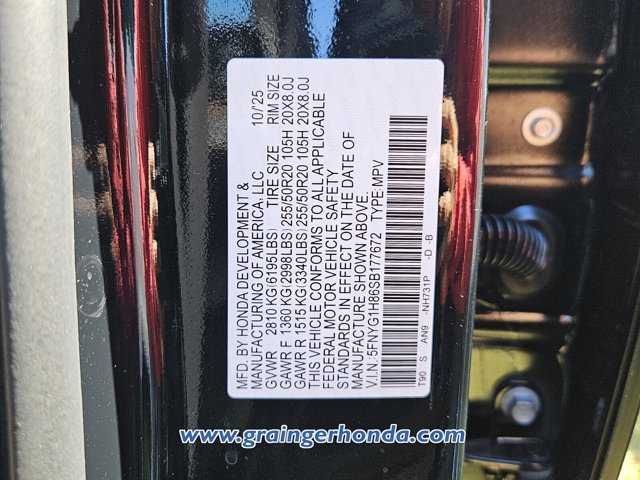 MFD. BY HONDA DEVELOPMENT &
MANUFACTURING OF AMERICA, LLC 10/'25
GVWR 2810 KG(6195LBS) TIRE SIZE RIM SIZE
GAWR F 1360 KG(2998LBS) 255/50R20 105H 20X8.0J
GAWR R 1515 KG(3340LBS) 255/50R20 105H 20X8.0J
THIS VEHICLE CONFORMS TO ALL APPLICABLE
FEDERAL MOTOR VEHICLE SAFETY
STANDARDS IN EFFECT ON THE DATE OF
MANUFACTURE SHOWN ABOVE.
V.I.N.:5FNYG1H86SB177672 TYPE:MPV
T90 S AN9 -NH731P -D -B
www.graingerhonda.com